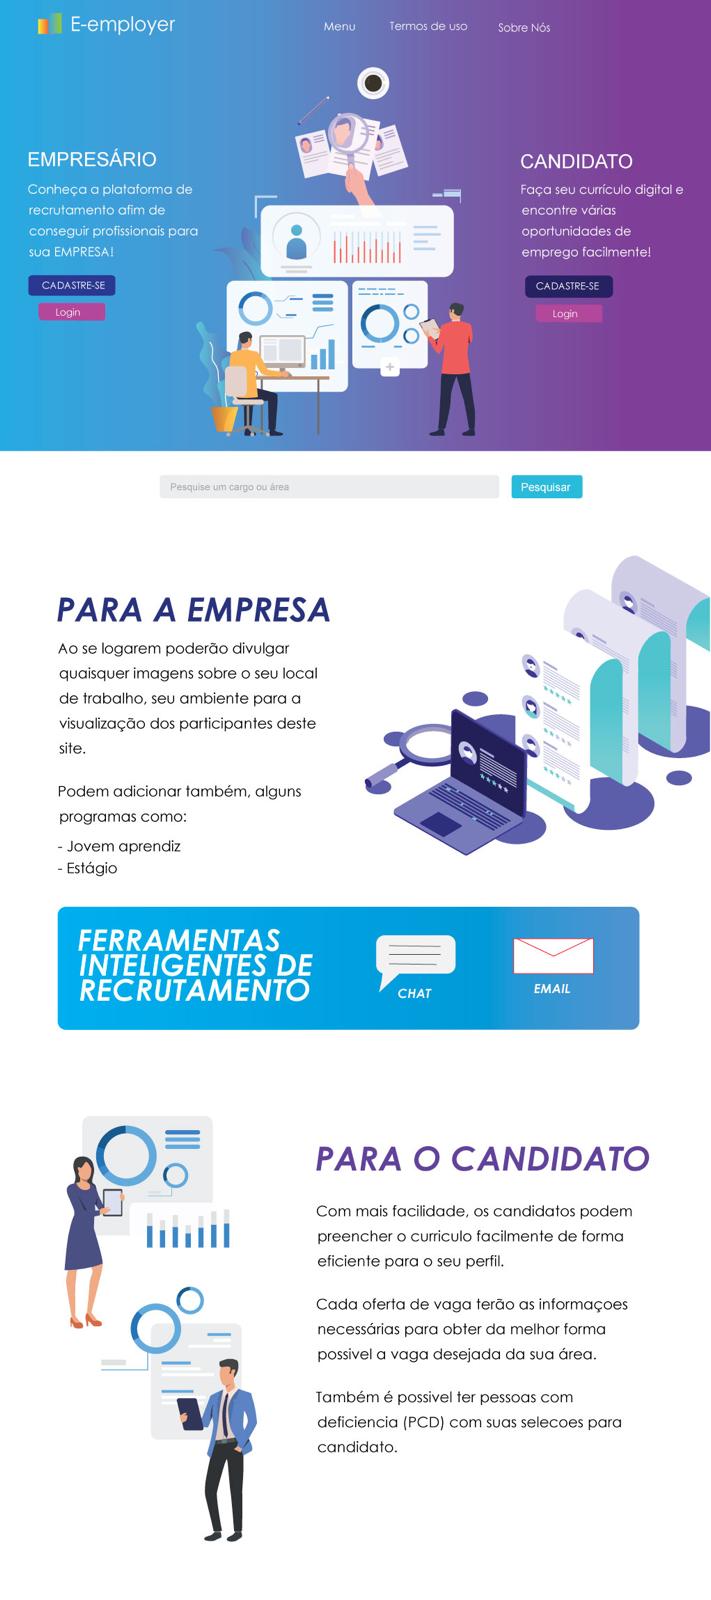 E-employer
Menu
Termos de uso
Sobre Nós
EMPRESÁRIO
Conheça a plataforma de
recrutamento afim de
conseguir profissionais para
sua EMPRESA!
CADASTRE-SE
Login
CANDIDATO
Faça seu currículo digital e
encontre várias
oportunidades de
emprego facilmente!
CADASTRE-SE
Login
Pesquise um cargo ou área
Pesquisar
PARA A EMPRESA
Ao se logarem poderão divulgar
quaisquer imagens sobre o seu local
de trabalho, seu ambiente para a
visualização dos participantes deste
site.
Podem adicionar também, alguns
programas como:
- Jovem aprendiz
- Estágio
FERRAMENTAS
INTELIGENTES DE
RECRUTAMENTO
CHAT
EMAIL
PARA O CANDIDATO
Com mais facilidade, os candidatos podem
preencher o curriculo facilmente de forma
eficiente para o seu perfil.
Cada oferta de vaga terão as informaçoes
necessárias para obter da melhor forma
possivel a vaga desejada da sua área.
Também é possivel ter pessoas com
deficiencia (PCD) com suas selecoes para
candidato.